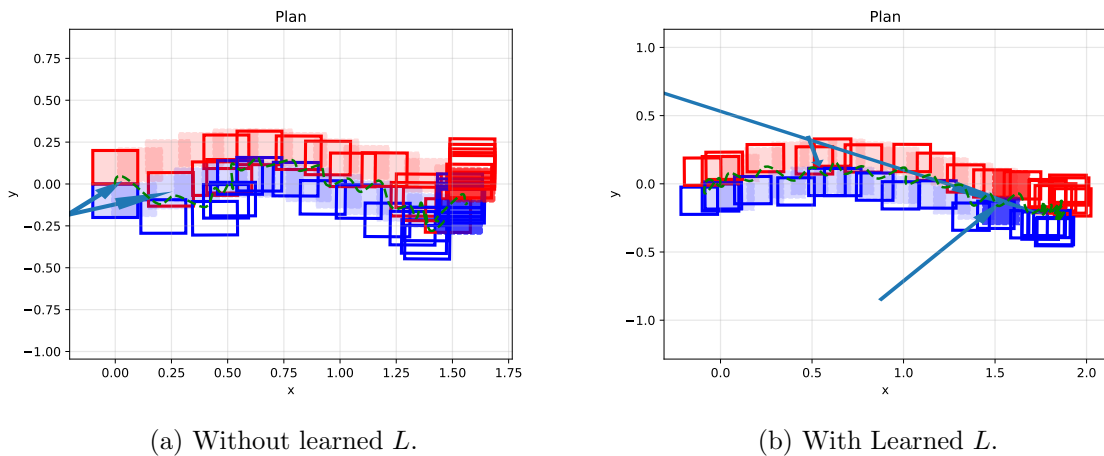 Plan
0.75
0.50
0.25
0.00
−0.25
−0.50
−0.75
−1.00
y
0.00 0.25 0.50 0.75 1.00 1.25 1.50 1.75
x
(a) Without learned L.
Plan
1.0
0.5
0.0
−0.5
−1.0
y
0.0 0.5 1.0 1.5 2.0
x
(b) With Learned L.